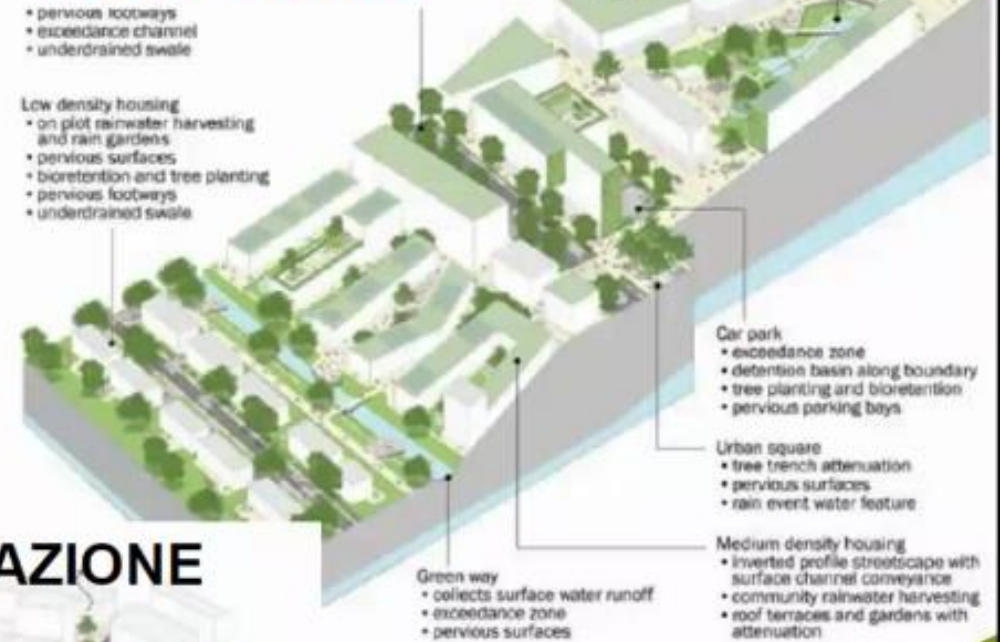 • pervious footways
• exceedance channel
• underdrained swale
Low density housing
• on plot rainwater harvesting
and rain gardens
• pervious surfaces
• bioretention and tree planting
• pervious footways
• underdrained swale
Car park
• exceedance zone
• detention basin along boundary
• tree planting and bioretention
• pervious parking bays
Urban square
• tree trench attenuation
• pervious surfaces
• rain event water feature
Medium density housing
• inverted profile streetscape with
surface channel conveyance
• community rainwater harvesting
• roof terraces and gardens with
attenuation
Green way
• collects surface water runoff
• exceedance zone
• pervious surfaces
AZIONE